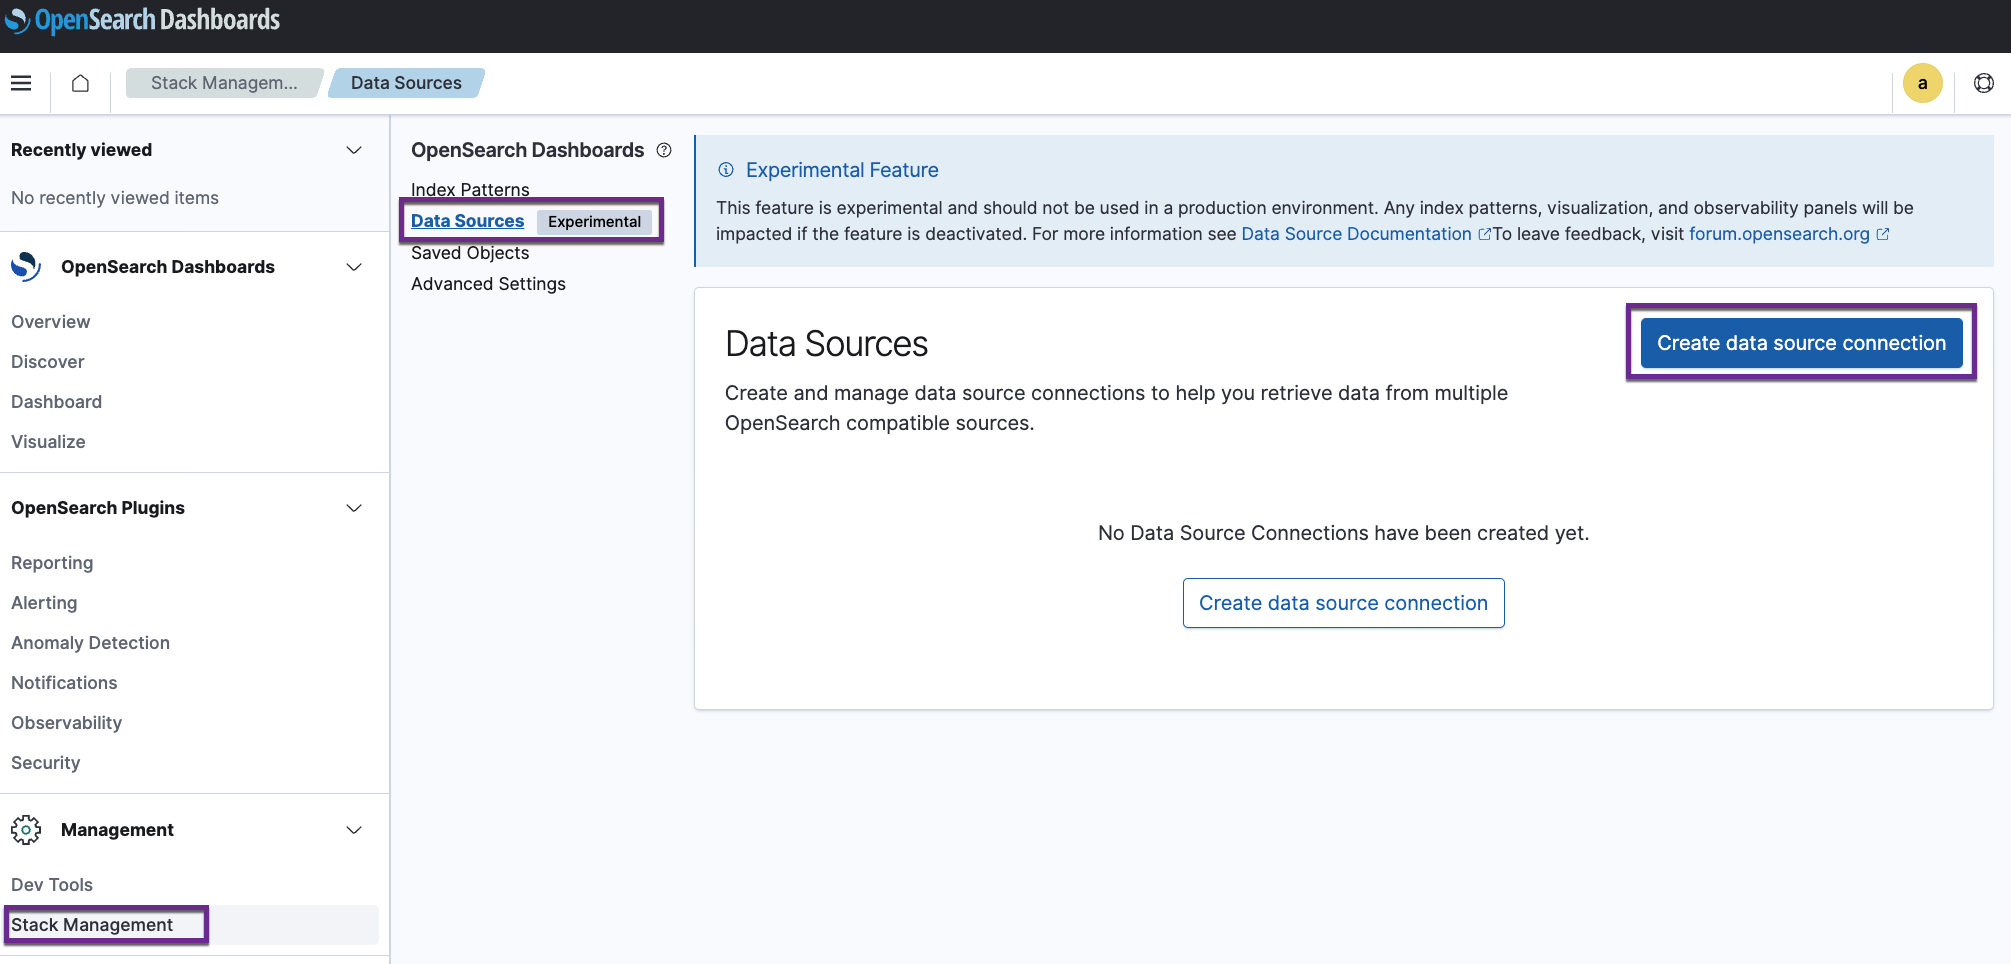 OpenSearch Dashboards
Stack Managem...
Data Sources
a
Recently viewed
No recently viewed items
OpenSearch Dashboards
Overview
Discover
Dashboard
Visualize
OpenSearch Plugins
Reporting
Alerting
Anomaly Detection
Notifications
Observability
Security
Management
Dev Tools
Stack Management
OpenSearch Dashboards
Index Patterns
Data Sources Experimental
Saved Objects
Advanced Settings
Experimental Feature
This feature is experimental and should not be used in a production environment. Any index patterns, visualization, and observability panels will be
impacted if the feature is deactivated. For more information see Data Source Documentation To leave feedback, visit forum.opensearch.org
Data Sources
Create data source connection
Create and manage data source connections to help you retrieve data from multiple
OpenSearch compatible sources.
No Data Source Connections have been created yet.
Create data source connection